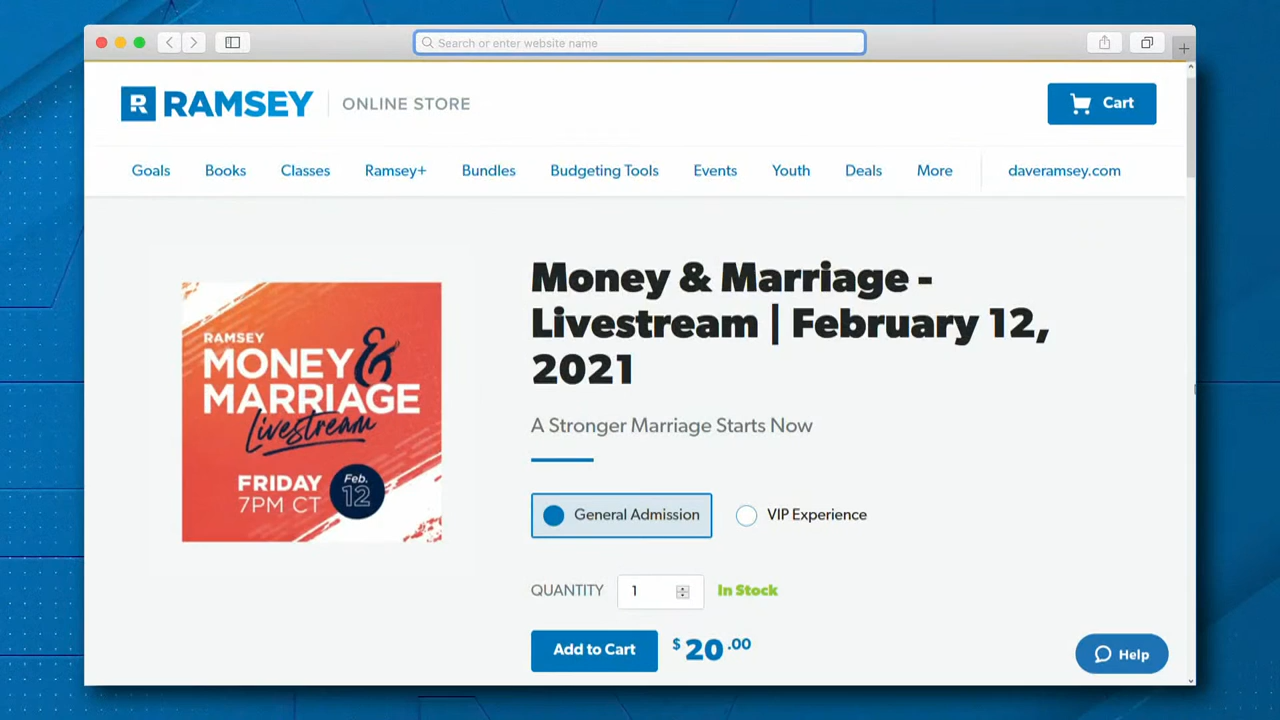 Search or enter website name
R RAMSEY ONLINE STORE
Cart
Goals Books Classes Ramsey+ Bundles Budgeting Tools Events Youth Deals More daveramsey.com
RAMSEY
MONEY &
MARRIAGE
Livestream
FRIDAY
7PM CT
Feb.
12
Money & Marriage -
Livestream | February 12,
2021
A Stronger Marriage Starts Now
General Admission VIP Experience
QUANTITY 1 In Stock
Add to Cart $20.00
Help